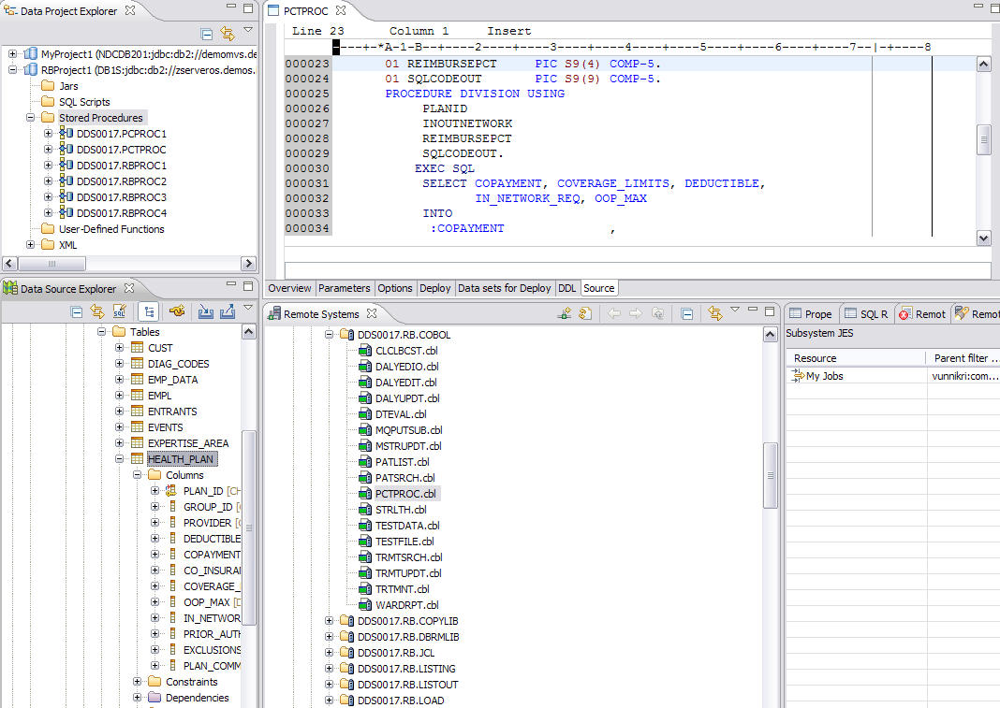 Data Project Explorer
MyProject1 (NDCDB201:jdbc:db2://demomvs.de
RBProject1 (DB1S:jdbc:db2://zserveros.demos.
Jars
SQL Scripts
Stored Procedures
DDS0017.PCPROC1
DDS0017.PCTPROC
DDS0017.RBPROC1
DDS0017.RBPROC2
DDS0017.RBPROC3
DDS0017.RBPROC4
User-Defined Functions
XML
PCTPROC
Line 23 Column 1 Insert
----+-*A-1-B--+----2----+----3----+----4----+----5----+----6----+----7--|-+----8
000023 01 REIMBURSEPCT PIC S9(4) COMP-5.
000024 01 SQLCODEOUT PIC S9(9) COMP-5.
000025 PROCEDURE DIVISION USING
000026 PLANID
000027 INOUTNETWORK
000028 REIMBURSEPCT
000029 SQLCODEOUT.
000030 EXEC SQL
000031 SELECT COPAYMENT, COVERAGE_LIMITS, DEDUCTIBLE,
000032 IN_NETWORK_REQ, OOP_MAX
000033 INTO
000034 :COPAYMENT ,
Overview Parameters Options Deploy Data sets for Deploy DDL Source
Data Source Explorer
SQL
Tables
CUST
DIAG_CODES
EMP_DATA
EMPL
ENTRANTS
EVENTS
EXPERTISE_AREA
HEALTH_PLAN
Columns
PLAN_ID [CH
GROUP_ID [
PROVIDER [
DEDUCTIBLE
COPAYMENT
CO_INSURA
COVERAGE_
OOP_MAX [D
IN_NETWOR
PRIOR_AUTH
EXCLUSIONS
PLAN_COMM
Constraints
Dependencies
Remote Systems
DDS0017.RB.COBOL
CLCLBCST.cbl
DALYEDIO.cbl
DALYEDIT.cbl
DALYUPDT.cbl
DTEVAL.cbl
MQPUTSUB.cbl
MSTRUPDT.cbl
PATLIST.cbl
PATSRCH.cbl
PCTPROC.cbl
STRLTH.cbl
TESTDATA.cbl
TESTFILE.cbl
TRMTSRCH.cbl
TRMTUPDT.cbl
TRTMNT.cbl
WARDRPT.cbl
DDS0017.RB.COPYLIB
DDS0017.RB.DBRMLIB
DDS0017.RB.JCL
DDS0017.RB.LISTING
DDS0017.RB.LISTOUT
DDS0017.RB.LOAD
Prope SQL R Remot Remot
Subsystem JES
Resource Parent filter ...
My Jobs vunnikri:com...